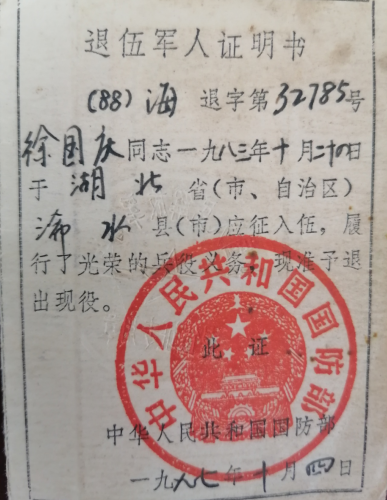 退伍军人证明书
(88)海 退字第32785号
徐国庆同志一九八三年十月二十四日
于 湖北 省(市、自治区)
浠水 县(市)应征入伍，履
行了光荣的兵役义务，现准予退
出现役。
此证
中华人民共和国国防部
中华人民共和国国防部
一九八七年十月四日